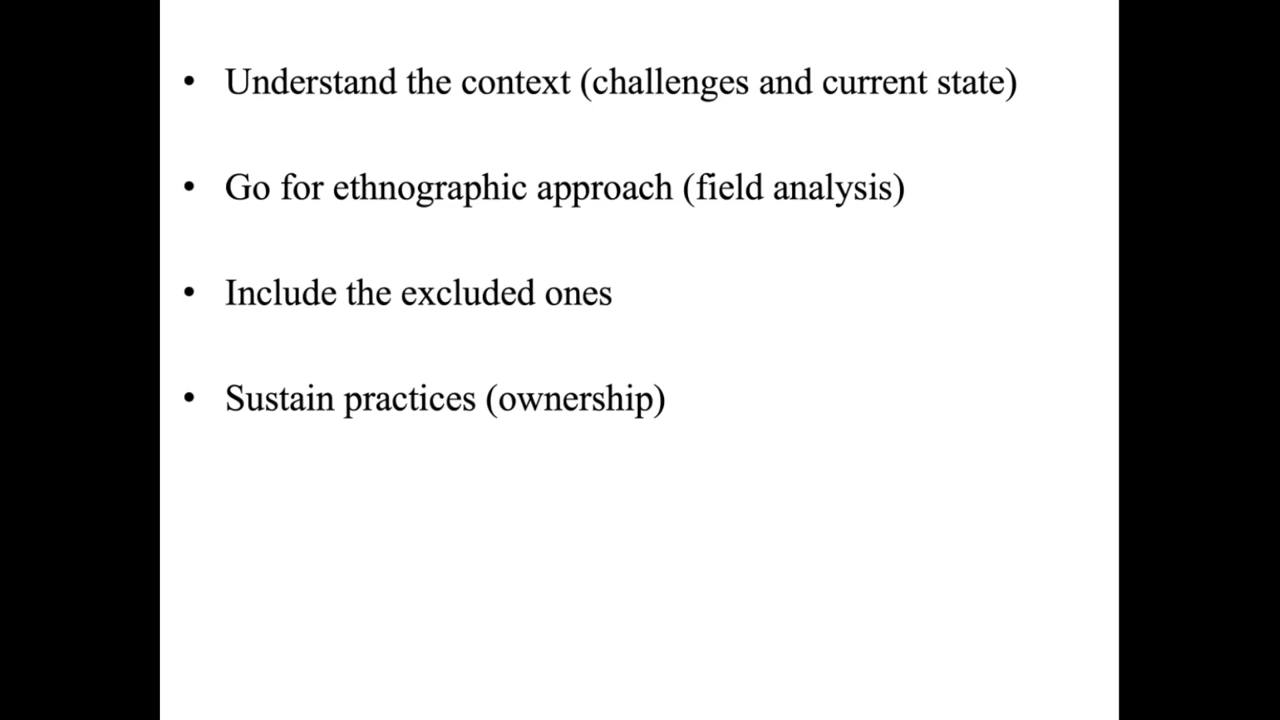 • Understand the context (challenges and current state)
• Go for ethnographic approach (field analysis)
• Include the excluded ones
• Sustain practices (ownership)